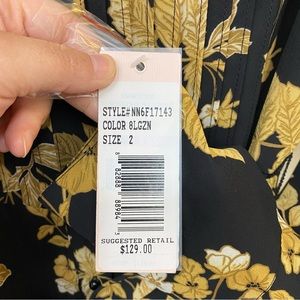 STYLE#NN6F17143
COLOR 8LGZN
SIZE 2
SUGGESTED RETAIL
$129.00